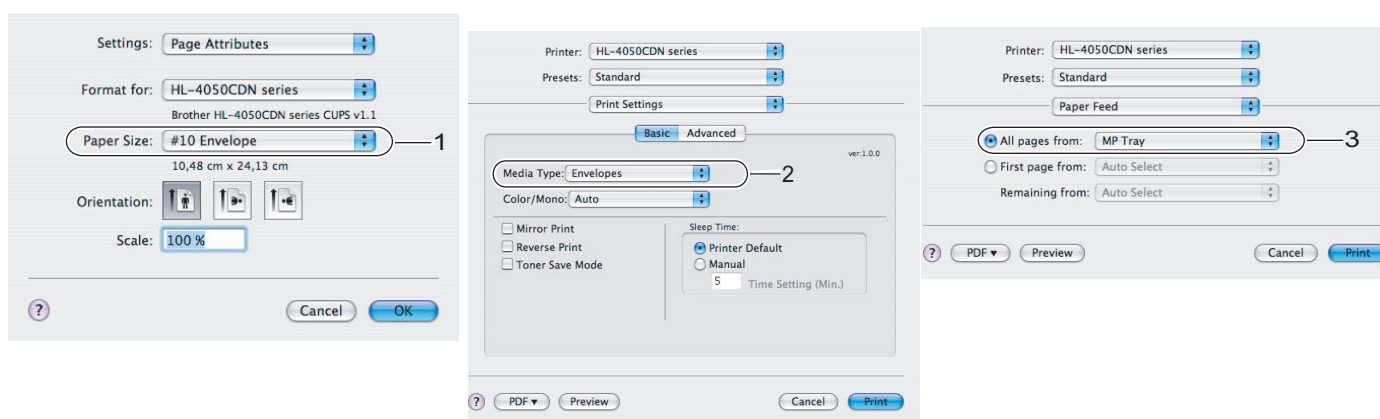 Settings: Page Attributes
Format for: HL-4050CDN series
Brother HL-4050CDN series CUPS v1.1
Paper Size: #10 Envelope 1
10,48 cm x 24,13 cm
Orientation:
Scale: 100 %
? Cancel OK
Printer: HL-4050CDN series
Presets: Standard
Print Settings
Basic Advanced
ver:1.0.0
Media Type: Envelopes 2
Color/Mono: Auto
Mirror Print
Reverse Print
Toner Save Mode
Sleep Time:
Printer Default
Manual
5 Time Setting (Min.)
? PDF ▾ Preview Cancel Print
Printer: HL-4050CDN series
Presets: Standard
Paper Feed
All pages from: MP Tray 3
First page from: Auto Select
Remaining from: Auto Select
? PDF ▾ Preview Cancel Print